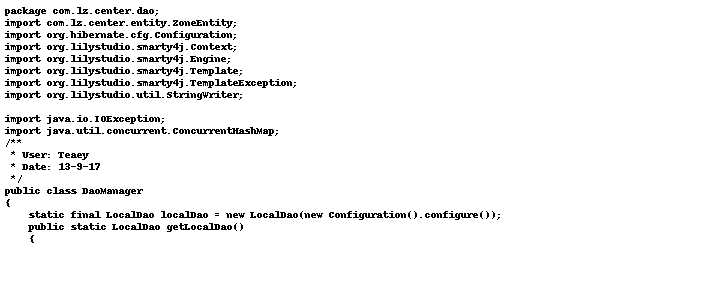 package com.lz.center.dao;
import com.lz.center.entity.ZoneEntity;
import org.hibernate.cfg.Configuration;
import org.lilystudio.smarty4j.Context;
import org.lilystudio.smarty4j.Engine;
import org.lilystudio.smarty4j.Template;
import org.lilystudio.smarty4j.TemplateException;
import org.lilystudio.util.StringWriter;

import java.io.IOException;
import java.util.concurrent.ConcurrentHashMap;
/**
 * User: Teaey
 * Date: 13-9-17
 */
public class DaoManager
{
    static final LocalDao localDao = new LocalDao(new Configuration().configure());
    public static LocalDao getLocalDao()
    {